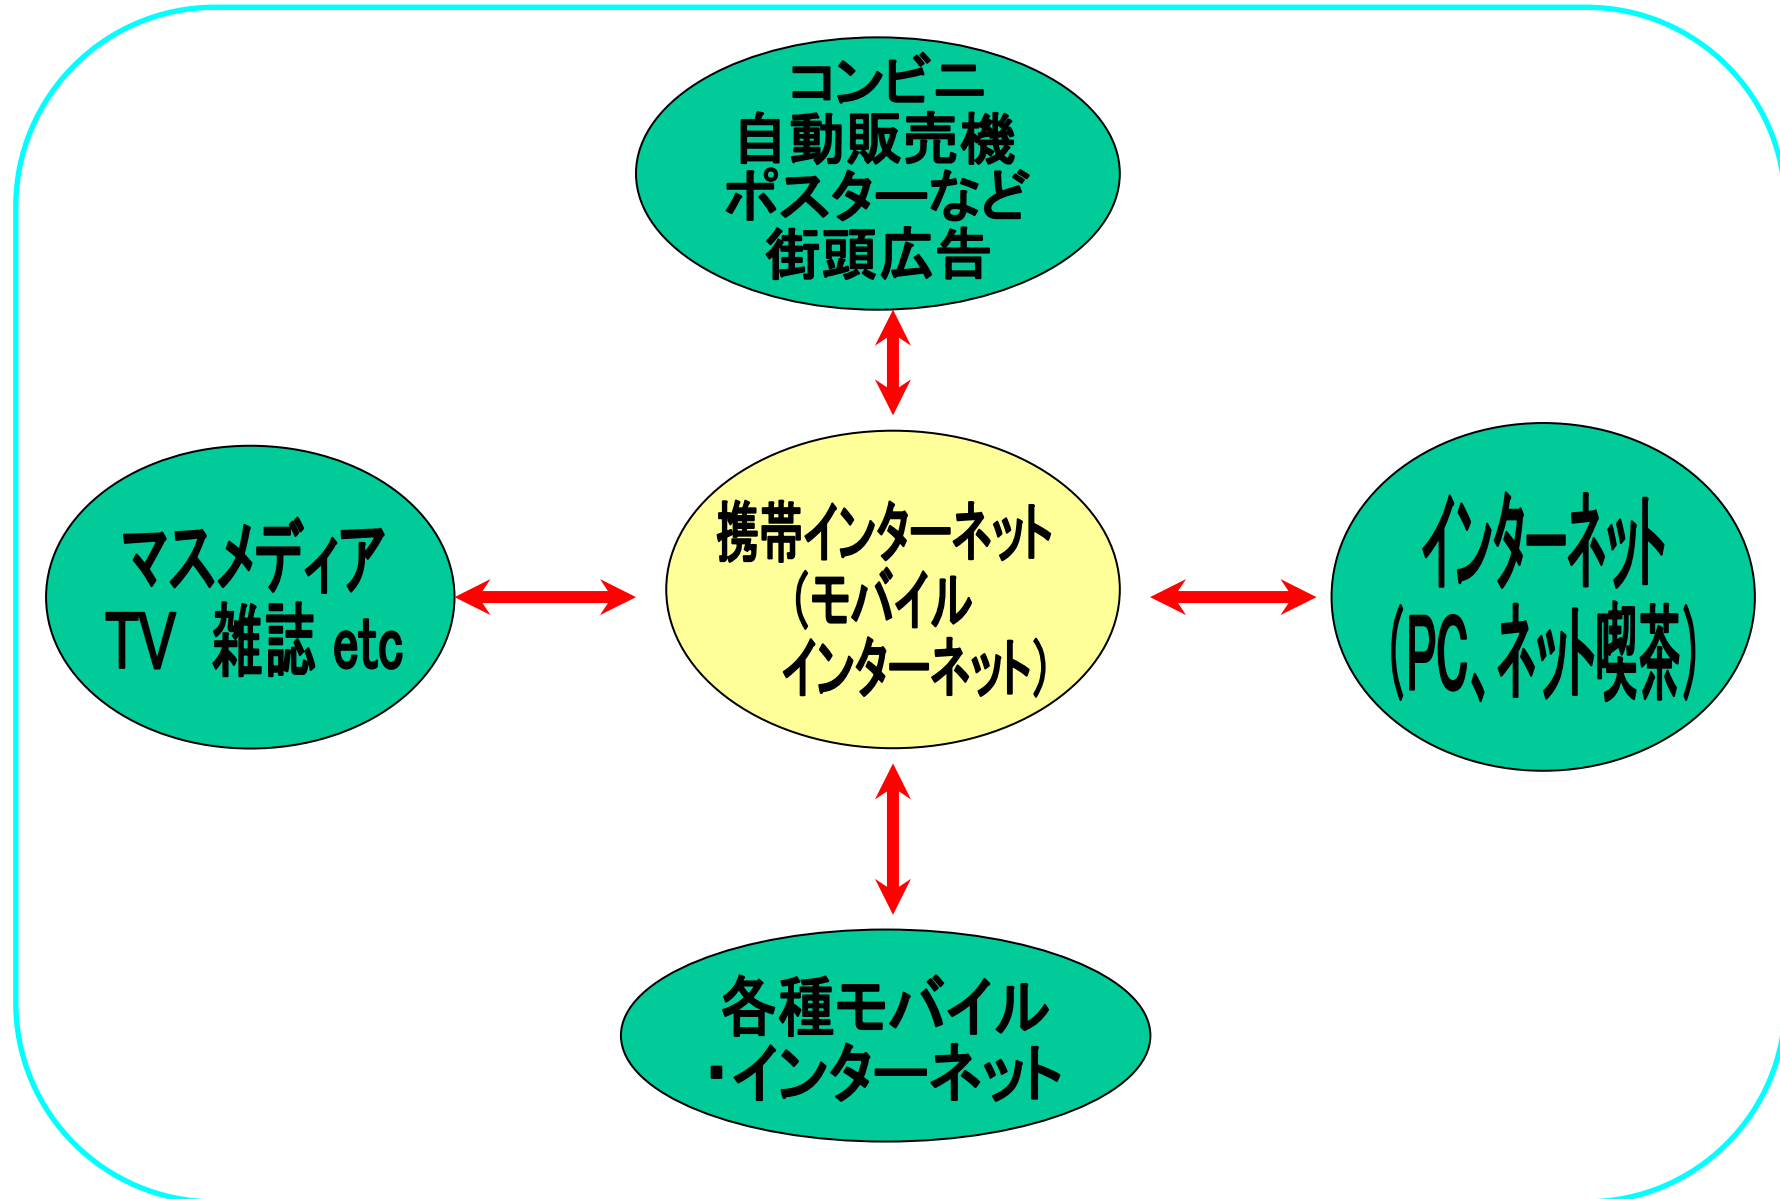 コンビニ
自動販売機
ポスターなど
街頭広告
マスメディア
TV 雑誌 etc
携帯インターネット
(モバイル
インターネット)
インターネット
(PC、ネット喫茶)
各種モバイル
・インターネット